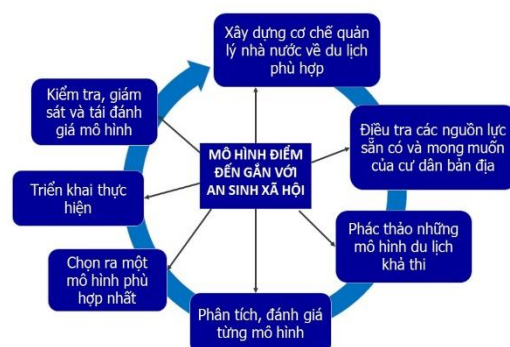 Xây dựng cơ chế quản
lý nhà nước về du lịch phù
hợp
Điều tra các nguồn lực
sẵn có và mong muốn
của cư dân bản địa
Phác thảo những
mô hình du lịch
khả thi
Phân tích, đánh giá
từng mô hình
Chọn ra một
mô hình phù
hợp nhất
Triển khai thực
hiện
Kiểm tra, giám
sát và tái đánh
giá mô hình
MÔ HÌNH ĐIỂM
ĐẾN GẮN VỚI
AN SINH XÃ HỘI